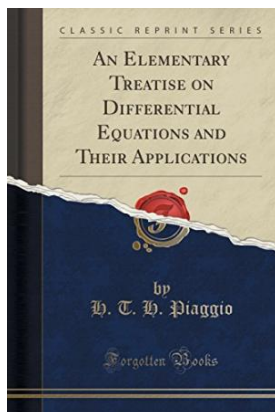 CLASSIC REPRINT SERIES
AN ELEMENTARY
TREATISE ON
DIFFERENTIAL
EQUATIONS AND
THEIR APPLICATIONS
by
H. T. H. Piaggio
Forgotten Books